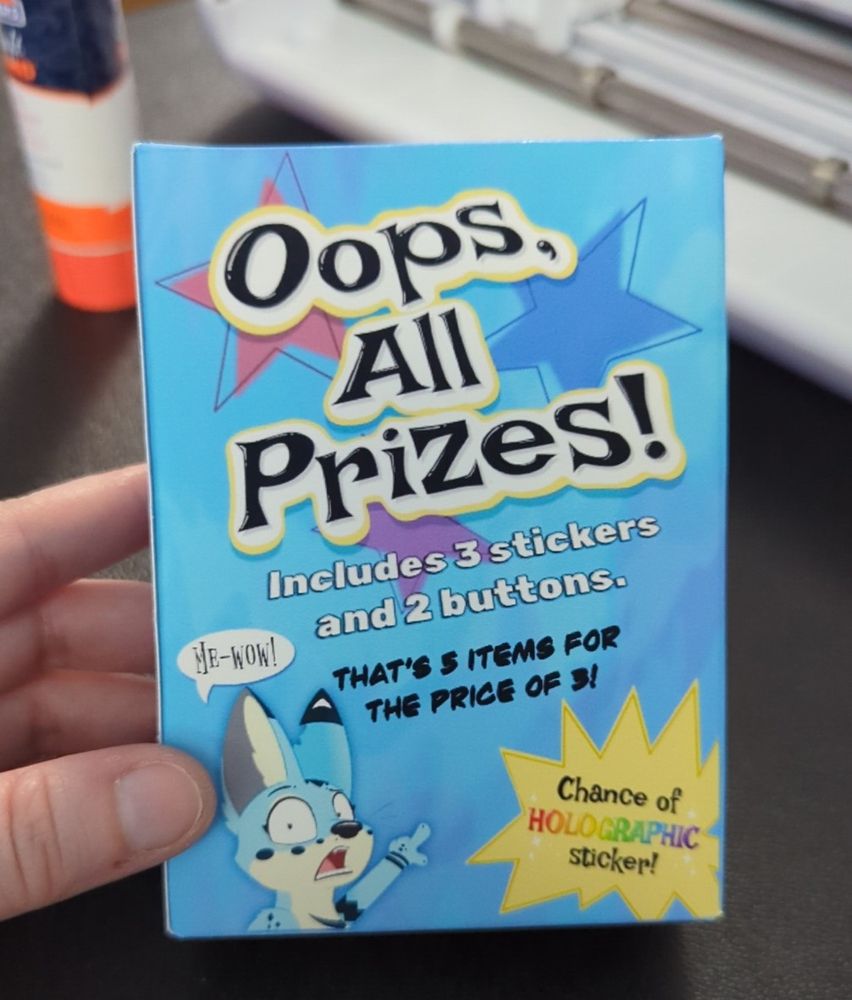 Oops,
All
Prizes!
Includes 3 stickers
and 2 buttons.
ME-WOW!
THAT'S 5 ITEMS FOR
THE PRICE OF 3!
Chance of
HOLOGRAPHIC
sticker!